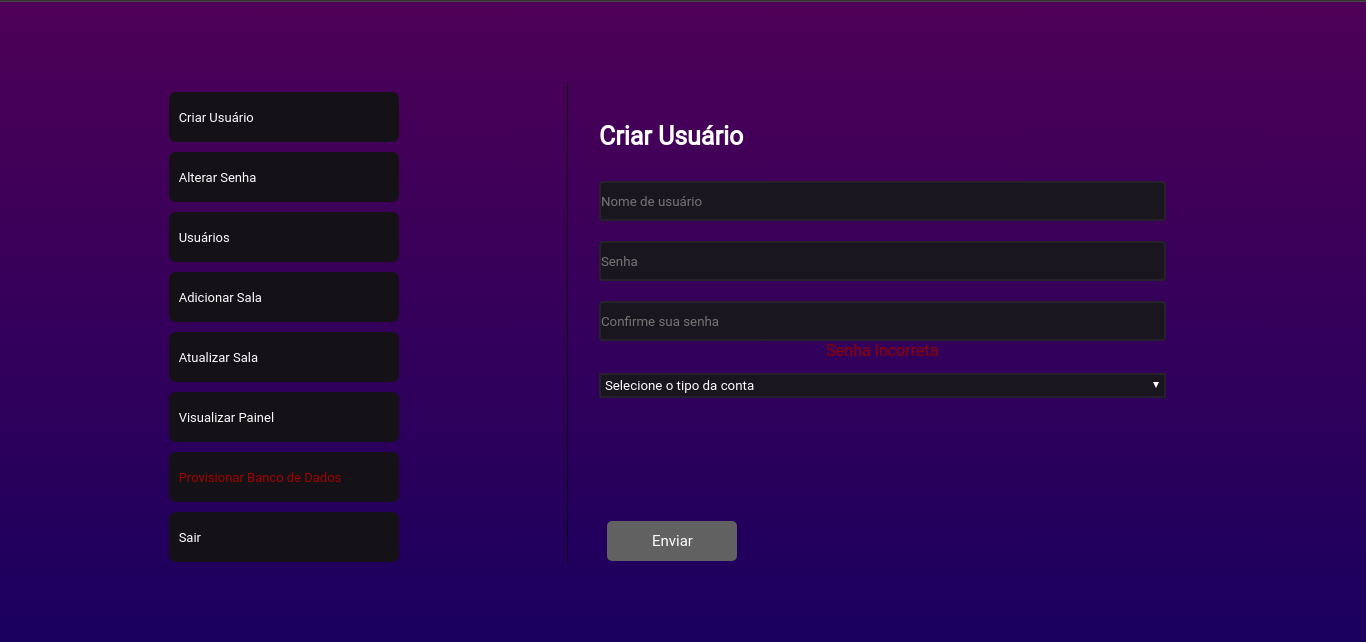 Criar Usuário
Alterar Senha
Usuários
Adicionar Sala
Atualizar Sala
Visualizar Painel
Provisionar Banco de Dados
Sair
Criar Usuário
Nome de usuário
Senha
Confirme sua senha
Senha Incorreta
Selecione o tipo da conta
Enviar